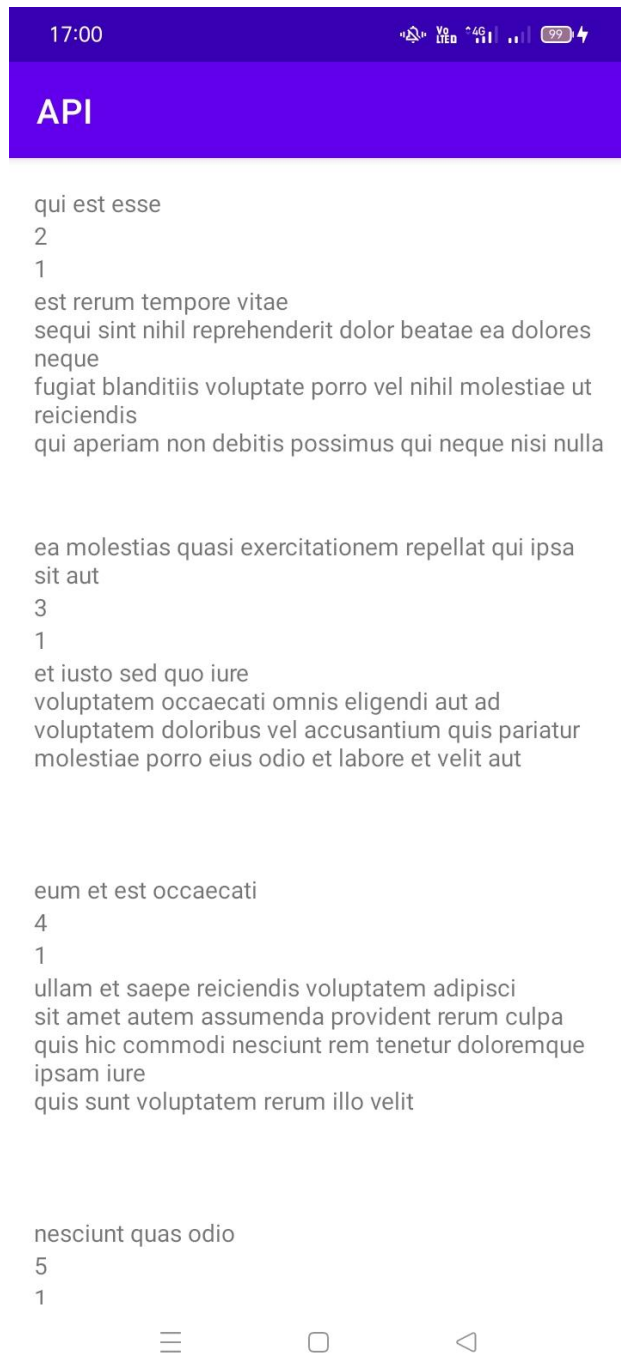 17:00
Vo LTE D 4G 99
API
qui est esse
2
1
est rerum tempore vitae
sequi sint nihil reprehenderit dolor beatae ea dolores
neque
fugiat blanditiis voluptate porro vel nihil molestiae ut
reiciendis
qui aperiam non debitis possimus qui neque nisi nulla
ea molestias quasi exercitationem repellat qui ipsa
sit aut
3
1
et iusto sed quo iure
voluptatem occaecati omnis eligendi aut ad
voluptatem doloribus vel accusantium quis pariatur
molestiae porro eius odio et labore et velit aut
eum et est occaecati
4
1
ullam et saepe reiciendis voluptatem adipisci
sit amet autem assumenda provident rerum culpa
quis hic commodi nesciunt rem tenetur doloremque
ipsam iure
quis sunt voluptatem rerum illo velit
nesciunt quas odio
5
1